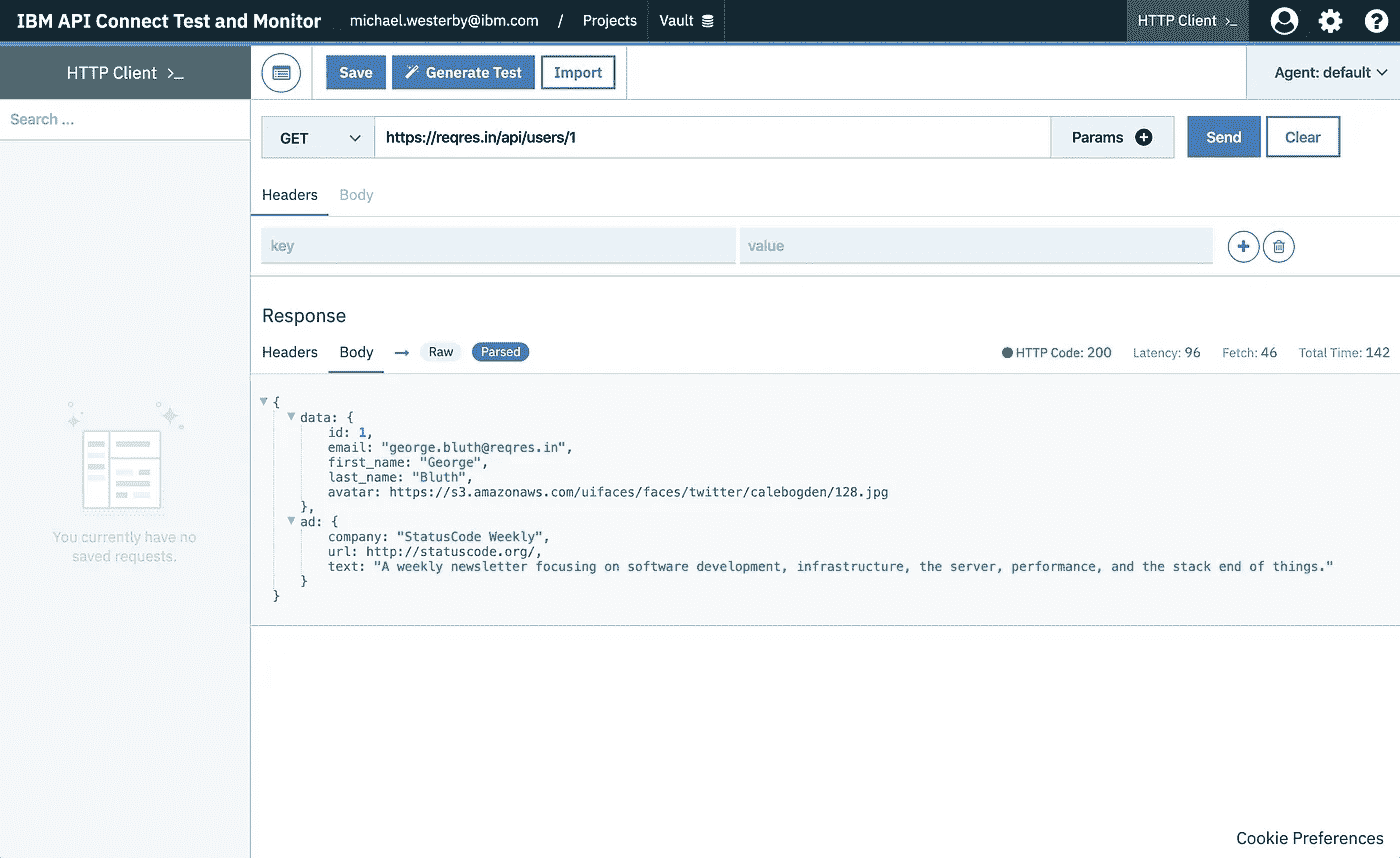 IBM API Connect Test and Monitor michael.westerby@ibm.com / Projects Vault HTTP Client >_
HTTP Client >_ Save Generate Test Import Agent: default
Search ...
GET https://reqres.in/api/users/1 Params Send Clear
Headers Body
key value
Response
Headers Body → Raw Parsed HTTP Code: 200 Latency: 96 Fetch: 46 Total Time: 142
{
data: {
id: 1,
email: "george.bluth@reqres.in",
first_name: "George",
last_name: "Bluth",
avatar: https://s3.amazonaws.com/uifaces/faces/twitter/calebogden/128.jpg
},
ad: {
company: "StatusCode Weekly",
url: http://statuscode.org/,
text: "A weekly newsletter focusing on software development, infrastructure, the server, performance, and the stack end of things."
}
}
You currently have no
saved requests.
Cookie Preferences